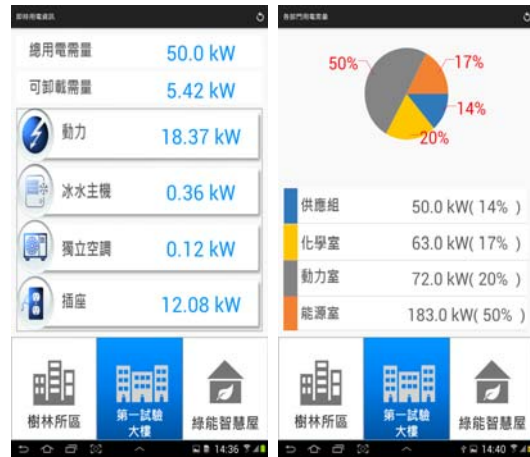 即時用電資訊
總用電需量 50.0 kW
可卸載需量 5.42 kW
動力 18.37 kW
冰水主機 0.36 kW
獨立空調 0.12 kW
插座 12.08 kW
樹林所區
第一試驗
大樓
綠能智慧屋
14:36
各部門用電需量
50%
17%
14%
20%
供應組 50.0 kW( 14% )
化學室 63.0 kW( 17% )
動力室 72.0 kW( 20% )
能源室 183.0 kW( 50% )
樹林所區
第一試驗
大樓
綠能智慧屋
14:40